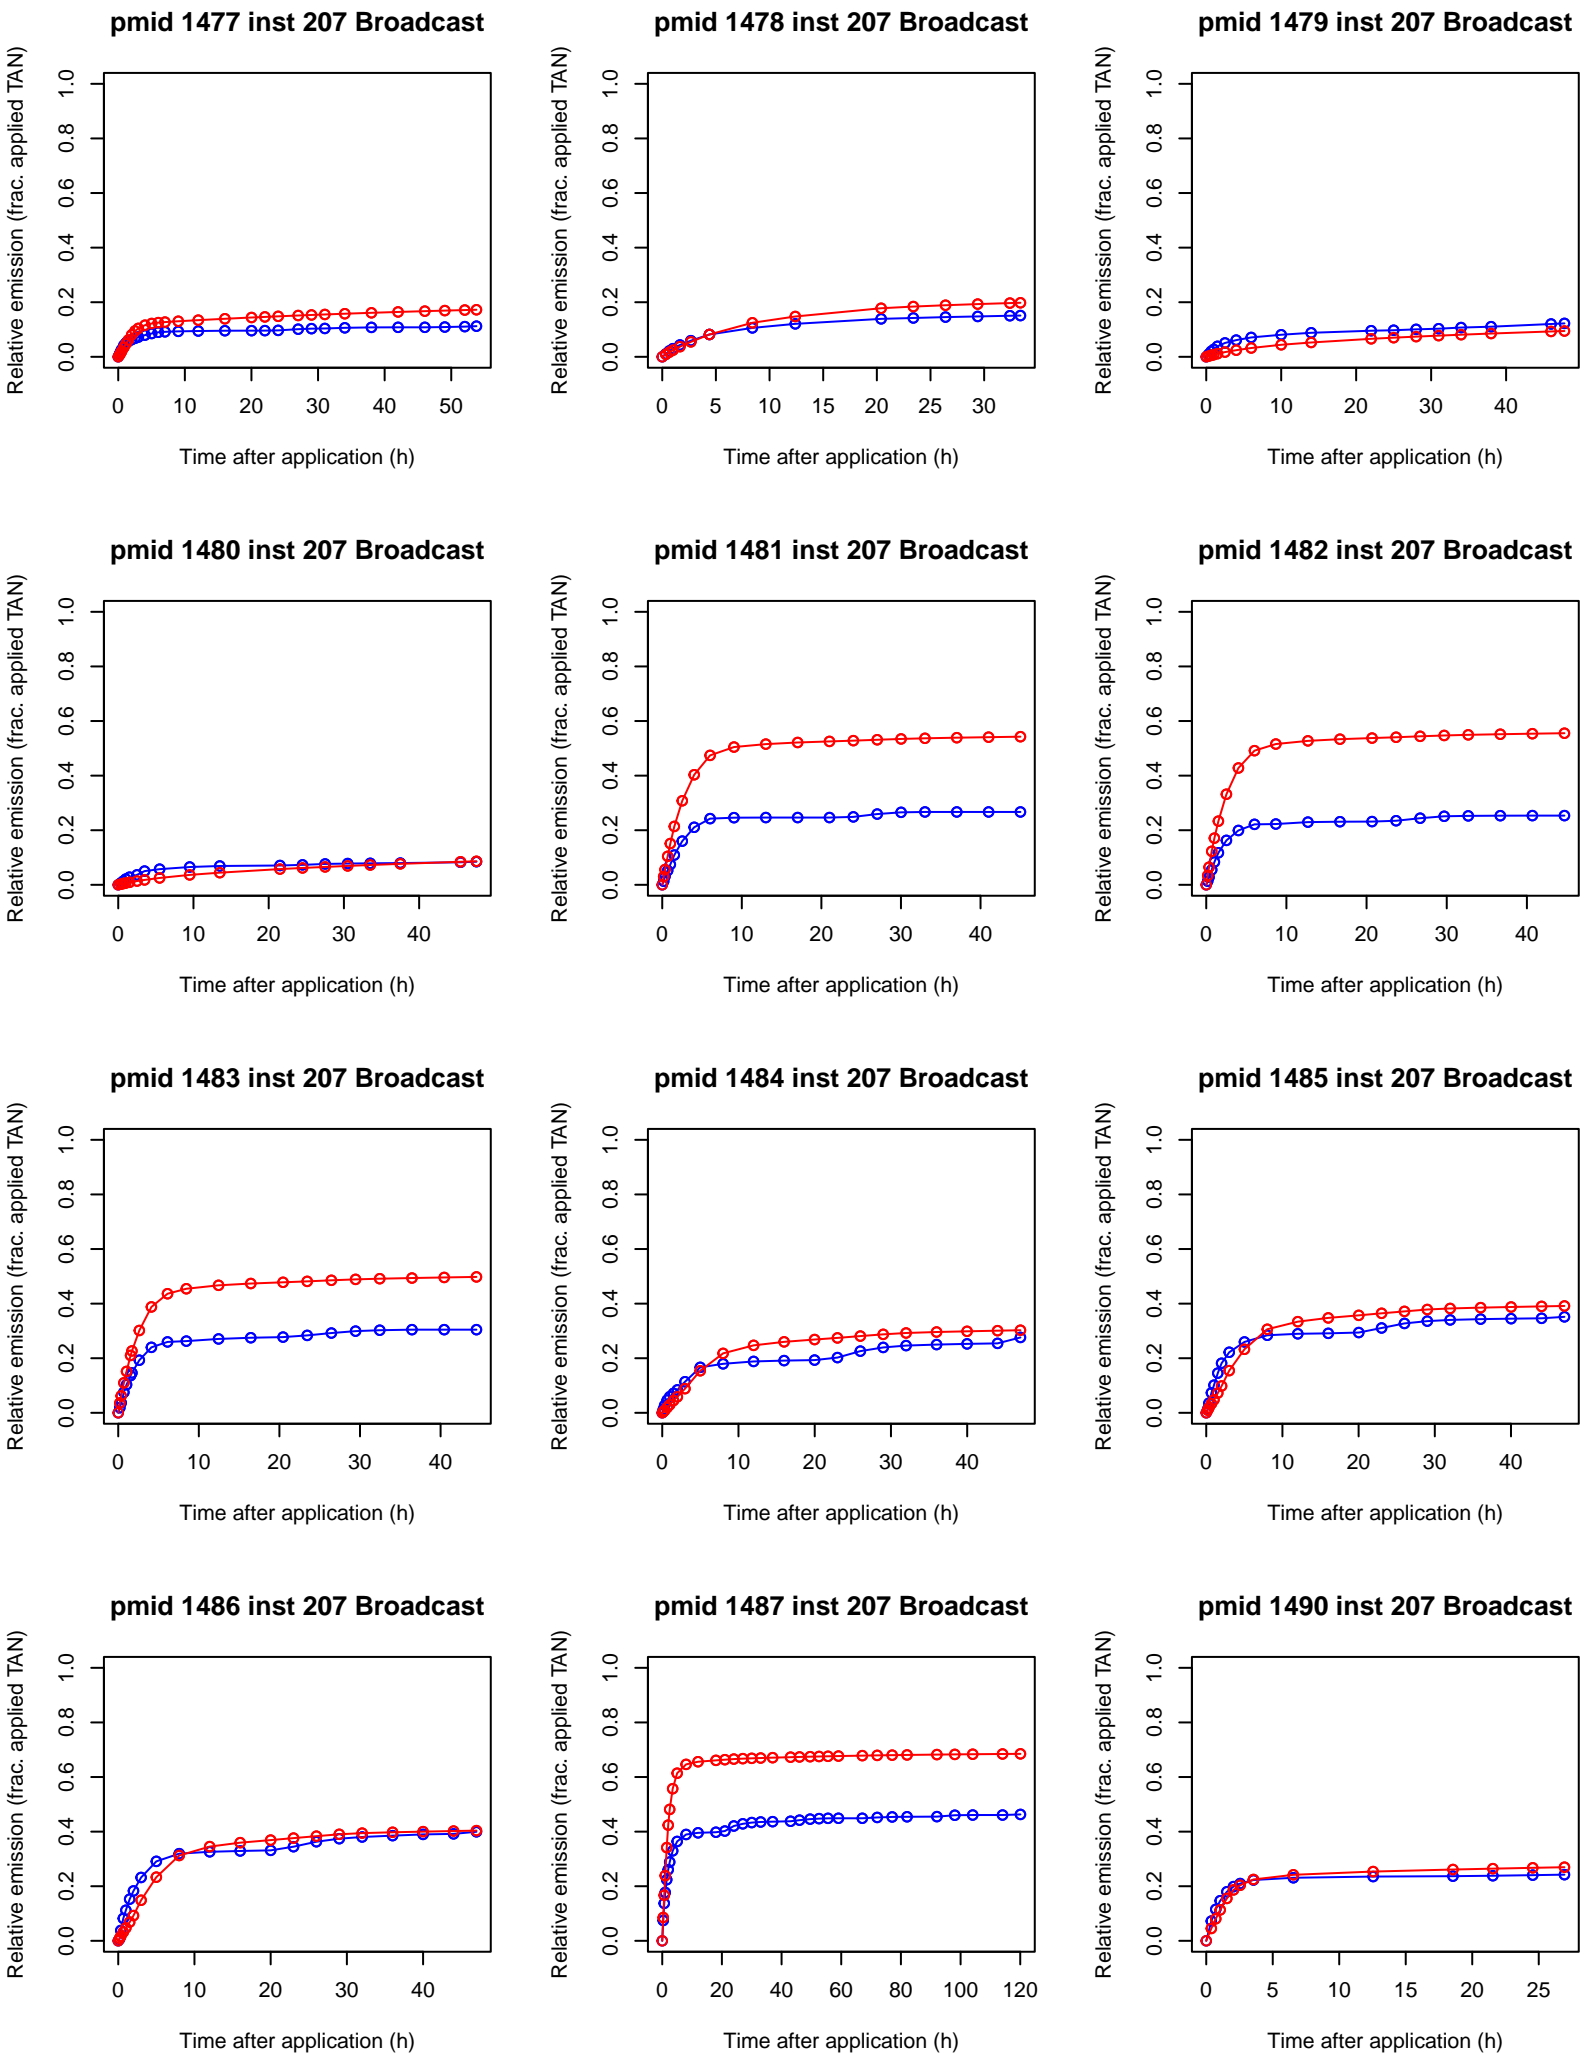 pmid 1477 inst 207 Broadcast
Relative emission (frac. applied TAN)
0.0 0.2 0.4 0.6 0.8 1.0
0 10 20 30 40 50
Time after application (h)
pmid 1478 inst 207 Broadcast
Relative emission (frac. applied TAN)
0.0 0.2 0.4 0.6 0.8 1.0
0 5 10 15 20 25 30
Time after application (h)
pmid 1479 inst 207 Broadcast
Relative emission (frac. applied TAN)
0.0 0.2 0.4 0.6 0.8 1.0
0 10 20 30 40
Time after application (h)
pmid 1480 inst 207 Broadcast
Relative emission (frac. applied TAN)
0.0 0.2 0.4 0.6 0.8 1.0
0 10 20 30 40
Time after application (h)
pmid 1481 inst 207 Broadcast
Relative emission (frac. applied TAN)
0.0 0.2 0.4 0.6 0.8 1.0
0 10 20 30 40
Time after application (h)
pmid 1482 inst 207 Broadcast
Relative emission (frac. applied TAN)
0.0 0.2 0.4 0.6 0.8 1.0
0 10 20 30 40
Time after application (h)
pmid 1483 inst 207 Broadcast
Relative emission (frac. applied TAN)
0.0 0.2 0.4 0.6 0.8 1.0
0 10 20 30 40
Time after application (h)
pmid 1484 inst 207 Broadcast
Relative emission (frac. applied TAN)
0.0 0.2 0.4 0.6 0.8 1.0
0 10 20 30 40
Time after application (h)
pmid 1485 inst 207 Broadcast
Relative emission (frac. applied TAN)
0.0 0.2 0.4 0.6 0.8 1.0
0 10 20 30 40
Time after application (h)
pmid 1486 inst 207 Broadcast
Relative emission (frac. applied TAN)
0.0 0.2 0.4 0.6 0.8 1.0
0 10 20 30 40
Time after application (h)
pmid 1487 inst 207 Broadcast
Relative emission (frac. applied TAN)
0.0 0.2 0.4 0.6 0.8 1.0
0 20 40 60 80 100 120
Time after application (h)
pmid 1490 inst 207 Broadcast
Relative emission (frac. applied TAN)
0.0 0.2 0.4 0.6 0.8 1.0
0 5 10 15 20 25
Time after application (h)